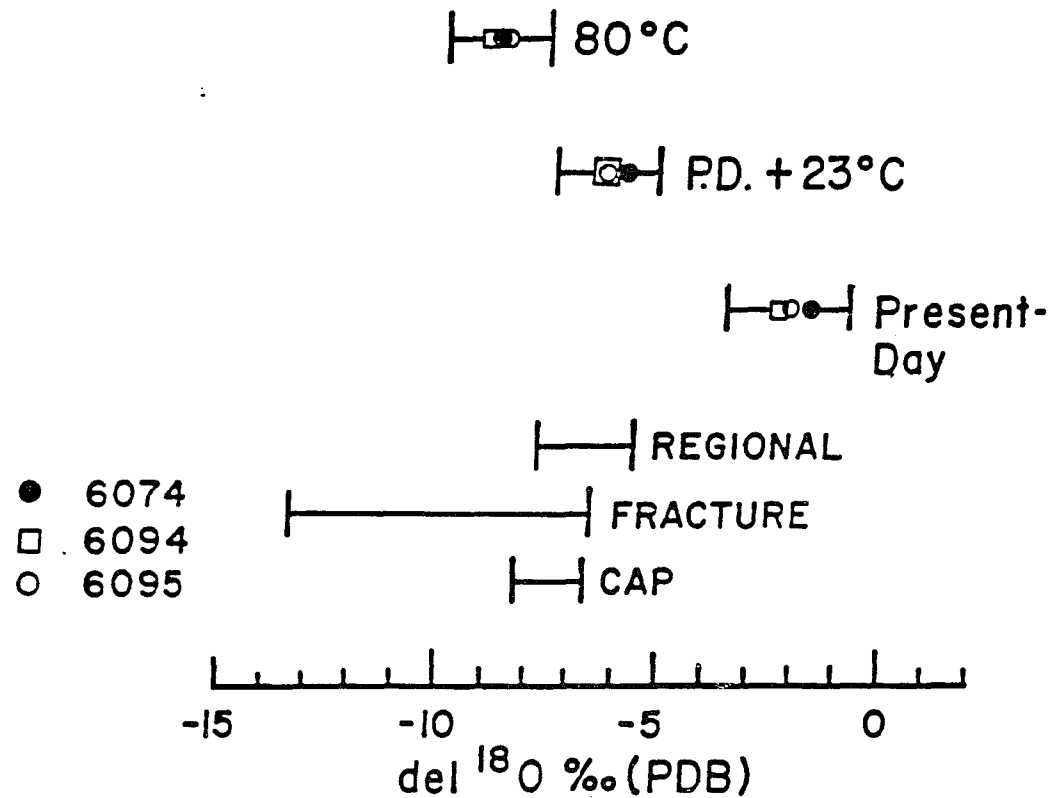 80°C
P.D. + 23°C
Present-
Day
REGIONAL
FRACTURE
CAP
6074
6094
6095
-15 -10 -5 0
del ¹⁸O ‰ (PDB)